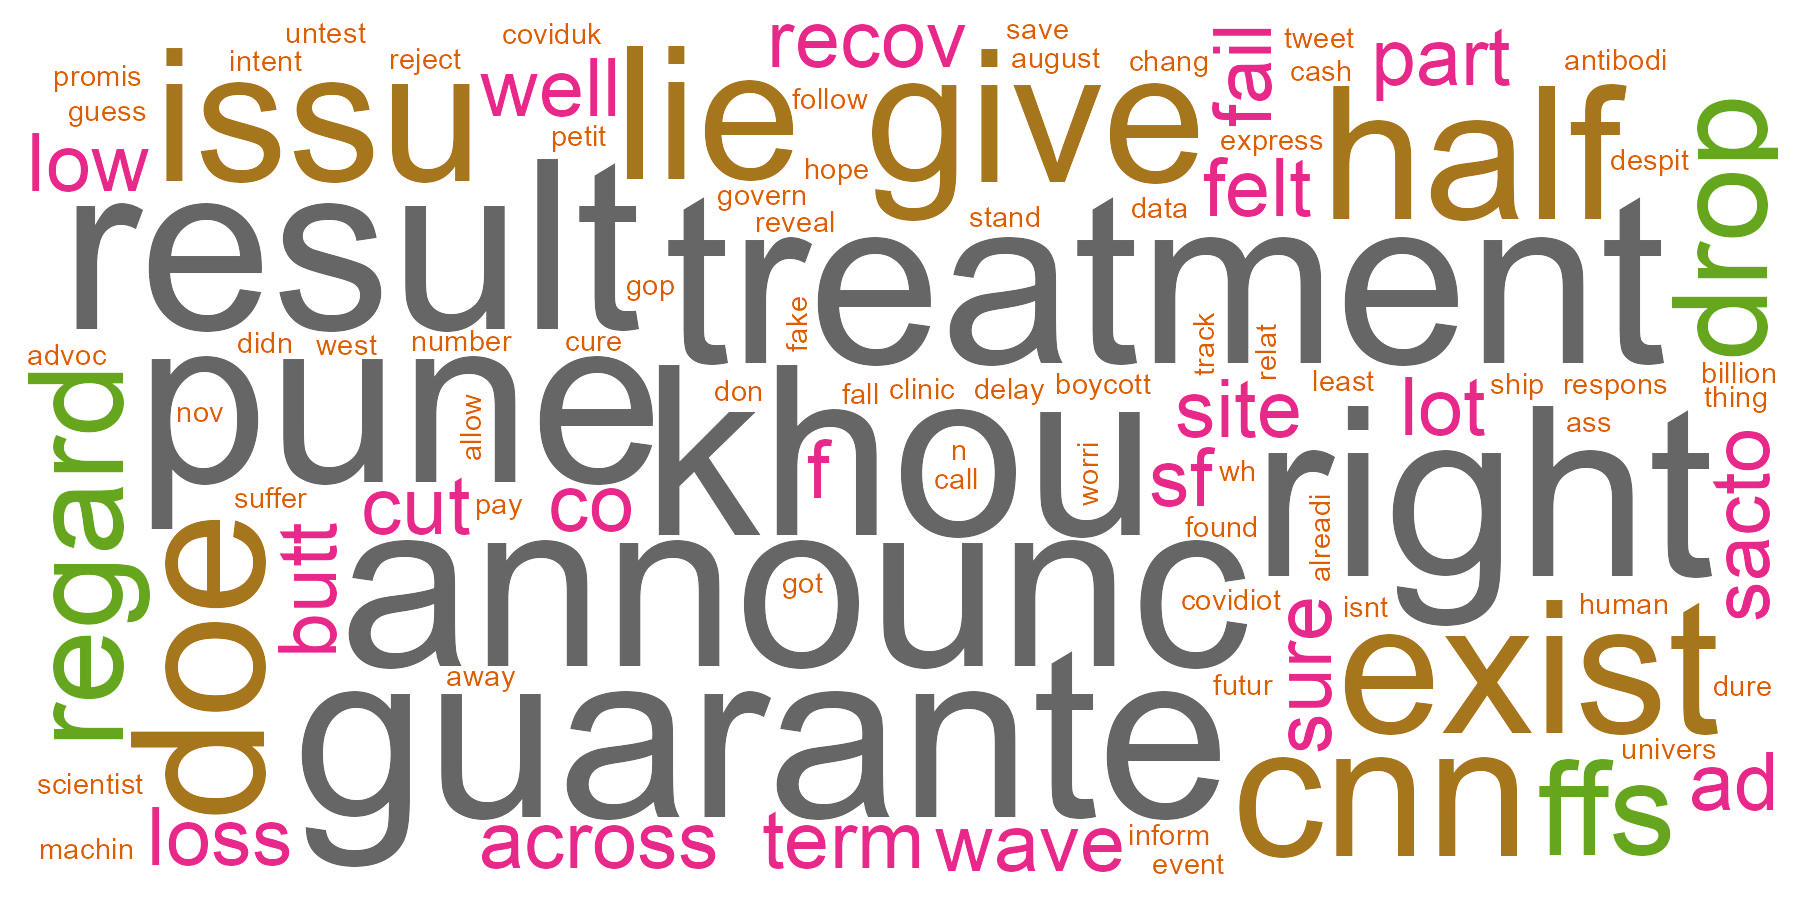 untest
coviduk
recov
save
tweet
part
intent
reject
well
august
chang
cash
fail
antibodi
promis
guess
issu
lie
follow
give
half
petit
express
despit
low
hope
felt
drop
govern
reveal
stand
data
result
treatment
gop
fake
track
relat
didn
west
number
cure
advoc
pune
khou
don
fall
clinic
delay
boycott
least
ship
respons
billion
thing
nov
allow
site
lot
ass
right
regard
f
n
call
worri
sf
wh
sacto
suffer
cut
pay
co
found
already
doe
butt
announc
got
covidiot
isnt
human
sure
exist
away
guarante
futur
dure
univers
scientist
cnn
ffs
ad
machin
loss
across
term
wave
inform
event